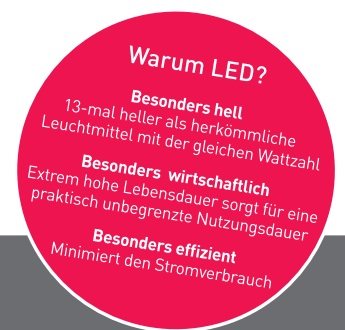 Warum LED?
Besonders hell
13-mal heller als herkömmliche
Leuchtmittel mit der gleichen Wattzahl
Besonders wirtschaftlich
Extrem hohe Lebensdauer sorgt für eine
praktisch unbegrenzte Nutzungsdauer
Besonders effizient
Minimiert den Stromverbrauch